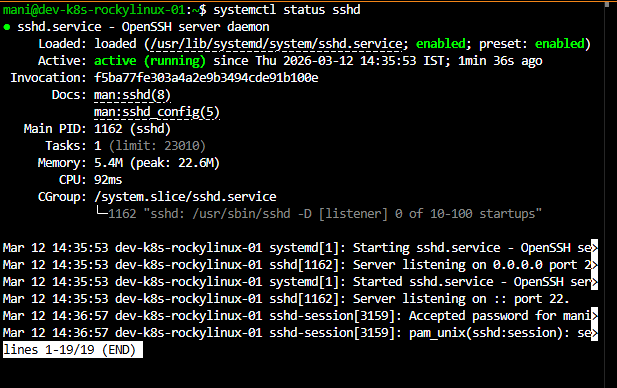 mani@dev-k8s-rockylinux-01:~$ systemctl status sshd
● sshd.service - OpenSSH server daemon
Loaded: loaded (/usr/lib/systemd/system/sshd.service; enabled; preset: enabled)
Active: active (running) since Thu 2026-03-12 14:35:53 IST; 1min 36s ago
Invocation: f5ba77fe303a4a2e9b3494cde91b100e
Docs: man:sshd(8)
man:sshd_config(5)
Main PID: 1162 (sshd)
Tasks: 1 (limit: 23010)
Memory: 5.4M (peak: 22.6M)
CPU: 92ms
CGroup: /system.slice/sshd.service
└─1162 "sshd: /usr/sbin/sshd -D [listener] 0 of 10-100 startups"
Mar 12 14:35:53 dev-k8s-rockylinux-01 systemd[1]: Starting sshd.service - OpenSSH se>
Mar 12 14:35:53 dev-k8s-rockylinux-01 sshd[1162]: Server listening on 0.0.0.0 port 2>
Mar 12 14:35:53 dev-k8s-rockylinux-01 systemd[1]: Started sshd.service - OpenSSH ser>
Mar 12 14:35:53 dev-k8s-rockylinux-01 sshd[1162]: Server listening on :: port 22.
Mar 12 14:36:57 dev-k8s-rockylinux-01 sshd-session[3159]: Accepted password for mani>
Mar 12 14:36:57 dev-k8s-rockylinux-01 sshd-session[3159]: pam_unix(sshd:session): se>
lines 1-19/19 (END)